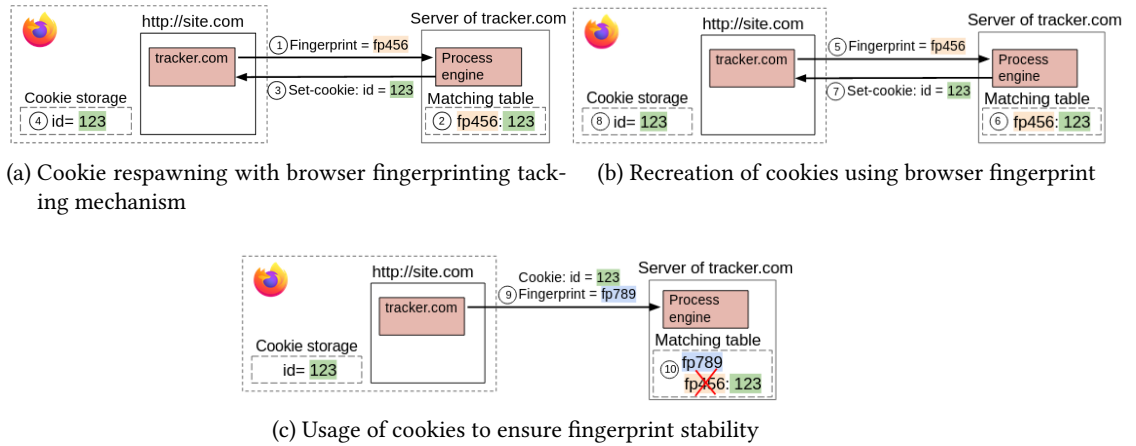 http://site.com
Server of tracker.com
tracker.com
① Fingerprint = fp456
Process
engine
③ Set-cookie: id = 123
Cookie storage
④ id= 123
Matching table
② fp456: 123
(a) Cookie respawning with browser fingerprinting tack-
ing mechanism
http://site.com
Server of tracker.com
tracker.com
⑤ Fingerprint = fp456
Process
engine
⑦ Set-cookie: id = 123
Cookie storage
⑧ id= 123
Matching table
⑥ fp456: 123
(b) Recreation of cookies using browser fingerprint
http://site.com
Server of tracker.com
tracker.com
Cookie: id = 123
⑨ Fingerprint = fp789
Process
engine
Cookie storage
id= 123
Matching table
⑩ fp789
fp456: 123
(c) Usage of cookies to ensure fingerprint stability